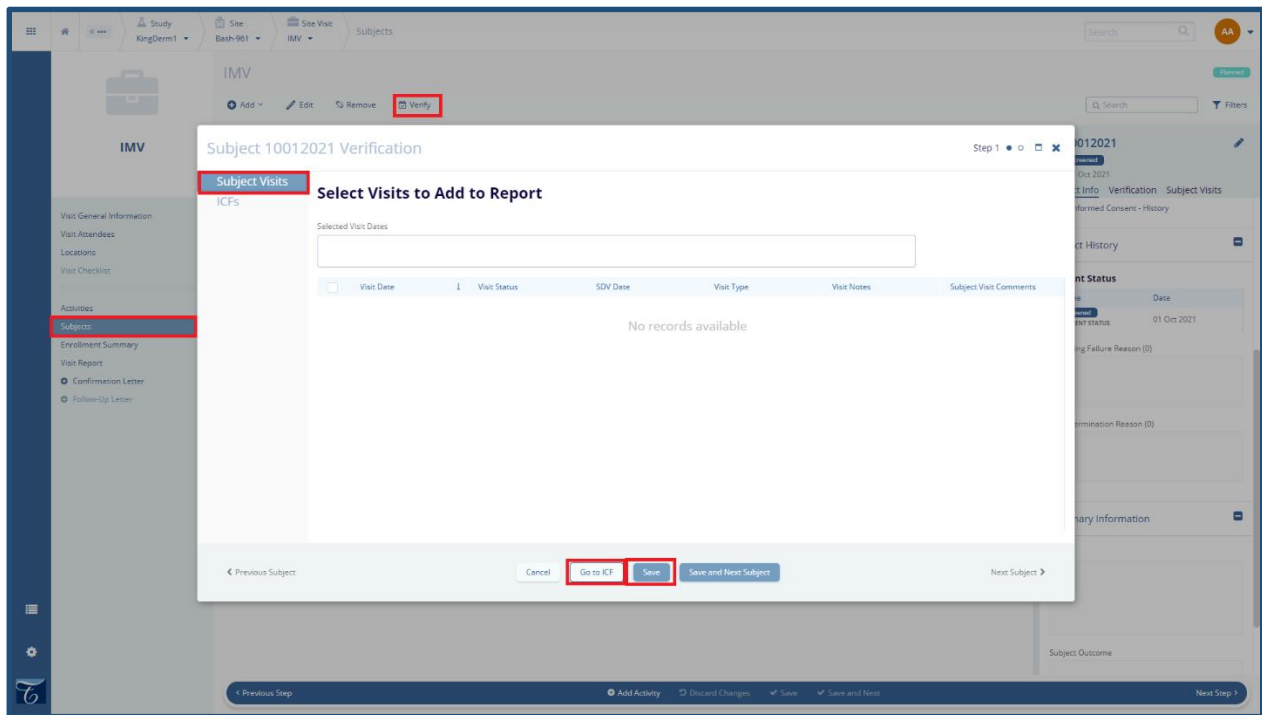 Study
KingDerm1
Site
Bash-961
Site Visit
IMV
Subjects
Search
AA
IMV
Planned
Add
Edit
Remove
Verify
Search
Filters
IMV
Visit General Information
Visit Attendees
Locations
Visit Checklist
Activities
Subjects
Enrollment Summary
Visit Report
Confirmation Letter
Follow-Up Letter
Subject 10012021 Verification
Step 1
Subject Visits
ICFs
Select Visits to Add to Report
Selected Visit Dates
Visit Date Visit Status SDV Date Visit Type Visit Notes Subject Visit Comments
No records available
Previous Subject
Cancel
Go to ICF
Save
Save and Next Subject
Next Subject
0012021
Oct 2021
Info Verification Subject Visits
formed Consent - History
ct History
nt Status
Date
ENT STATUS
01 Oct 2021
ing Failure Reason (0)
ermination Reason (0)
nary Information
Subject Outcome
Previous Step
Add Activity
Discard Changes
Save
Save and Next
Next Step